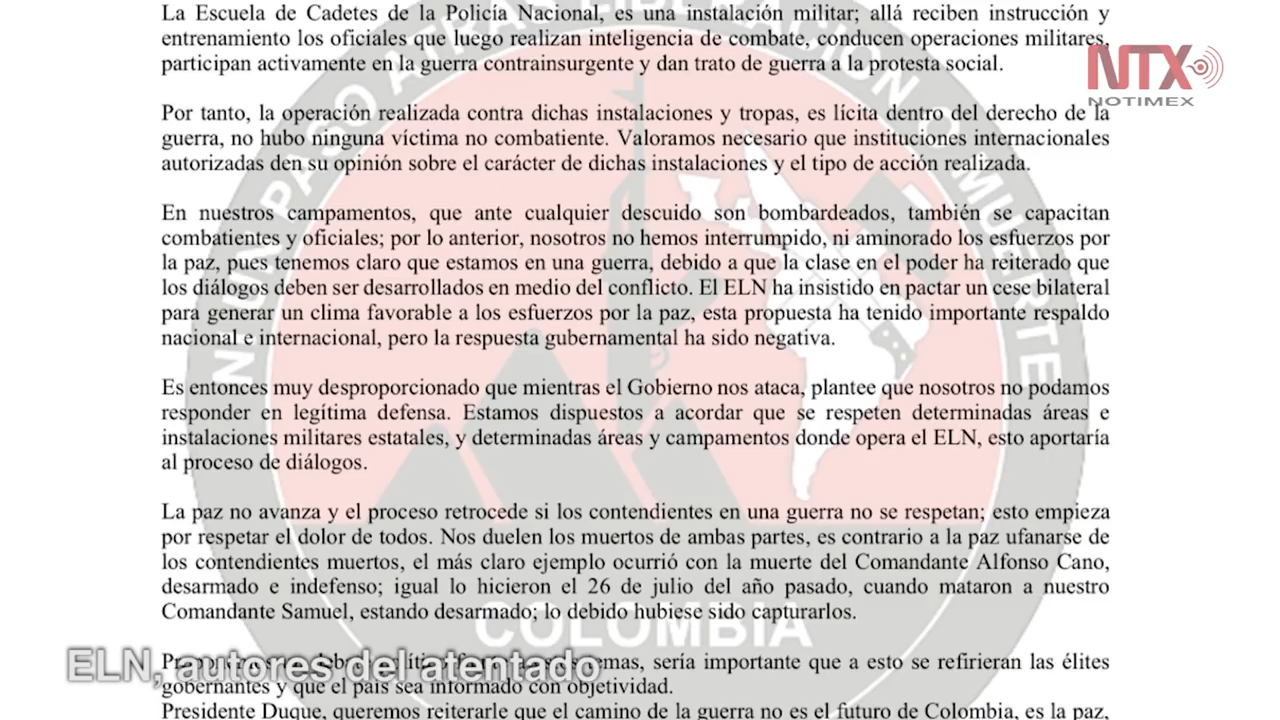 La Escuela de Cadetes de la Policía Nacional, es una instalación militar; allá reciben instrucción y
entrenamiento los oficiales que luego realizan inteligencia de combate, conducen operaciones militares,
participan activamente en la guerra contrainsurgente y dan trato de guerra a la protesta social.
NTX
NOTIMEX
Por tanto, la operación realizada contra dichas instalaciones y tropas, es lícita dentro del derecho de la
guerra, no hubo ninguna víctima no combatiente. Valoramos necesario que instituciones internacionales
autorizadas den su opinión sobre el carácter de dichas instalaciones y el tipo de acción realizada.
En nuestros campamentos, que ante cualquier descuido son bombardeados, también se capacitan
combatientes y oficiales; por lo anterior, nosotros no hemos interrumpido, ni aminorado los esfuerzos por
la paz, pues tenemos claro que estamos en una guerra, debido a que la clase en el poder ha reiterado que
los diálogos deben ser desarrollados en medio del conflicto. El ELN ha insistido en pactar un cese bilateral
para generar un clima favorable a los esfuerzos por la paz, esta propuesta ha tenido importante respaldo
nacional e internacional, pero la respuesta gubernamental ha sido negativa.
Es entonces muy desproporcionado que mientras el Gobierno nos ataca, plantee que nosotros no podamos
responder en legítima defensa. Estamos dispuestos a acordar que se respeten determinadas áreas e
instalaciones militares estatales, y determinadas áreas y campamentos donde opera el ELN, esto aportaría
al proceso de diálogos.
La paz no avanza y el proceso retrocede si los contendientes en una guerra no se respetan; esto empieza
por respetar el dolor de todos. Nos duelen los muertos de ambas partes, es contrario a la paz ufanarse de
los contendientes muertos, el más claro ejemplo ocurrió con la muerte del Comandante Alfonso Cano,
desarmado e indefenso; igual lo hicieron el 26 de julio del año pasado, cuando mataron a nuestro
Comandante Samuel, estando desarmado; lo debido hubiese sido capturarlos.
COLOMBIA
ELN, autores del atentado
sería importante que a esto se refirieran las élites
gobernantes y que el país sea informado con objetividad.
Presidente Duque, queremos reiterarle que el camino de la guerra no es el futuro de Colombia, es la paz,
NI UN PASO ATRAS LIBERACION O MUERTE